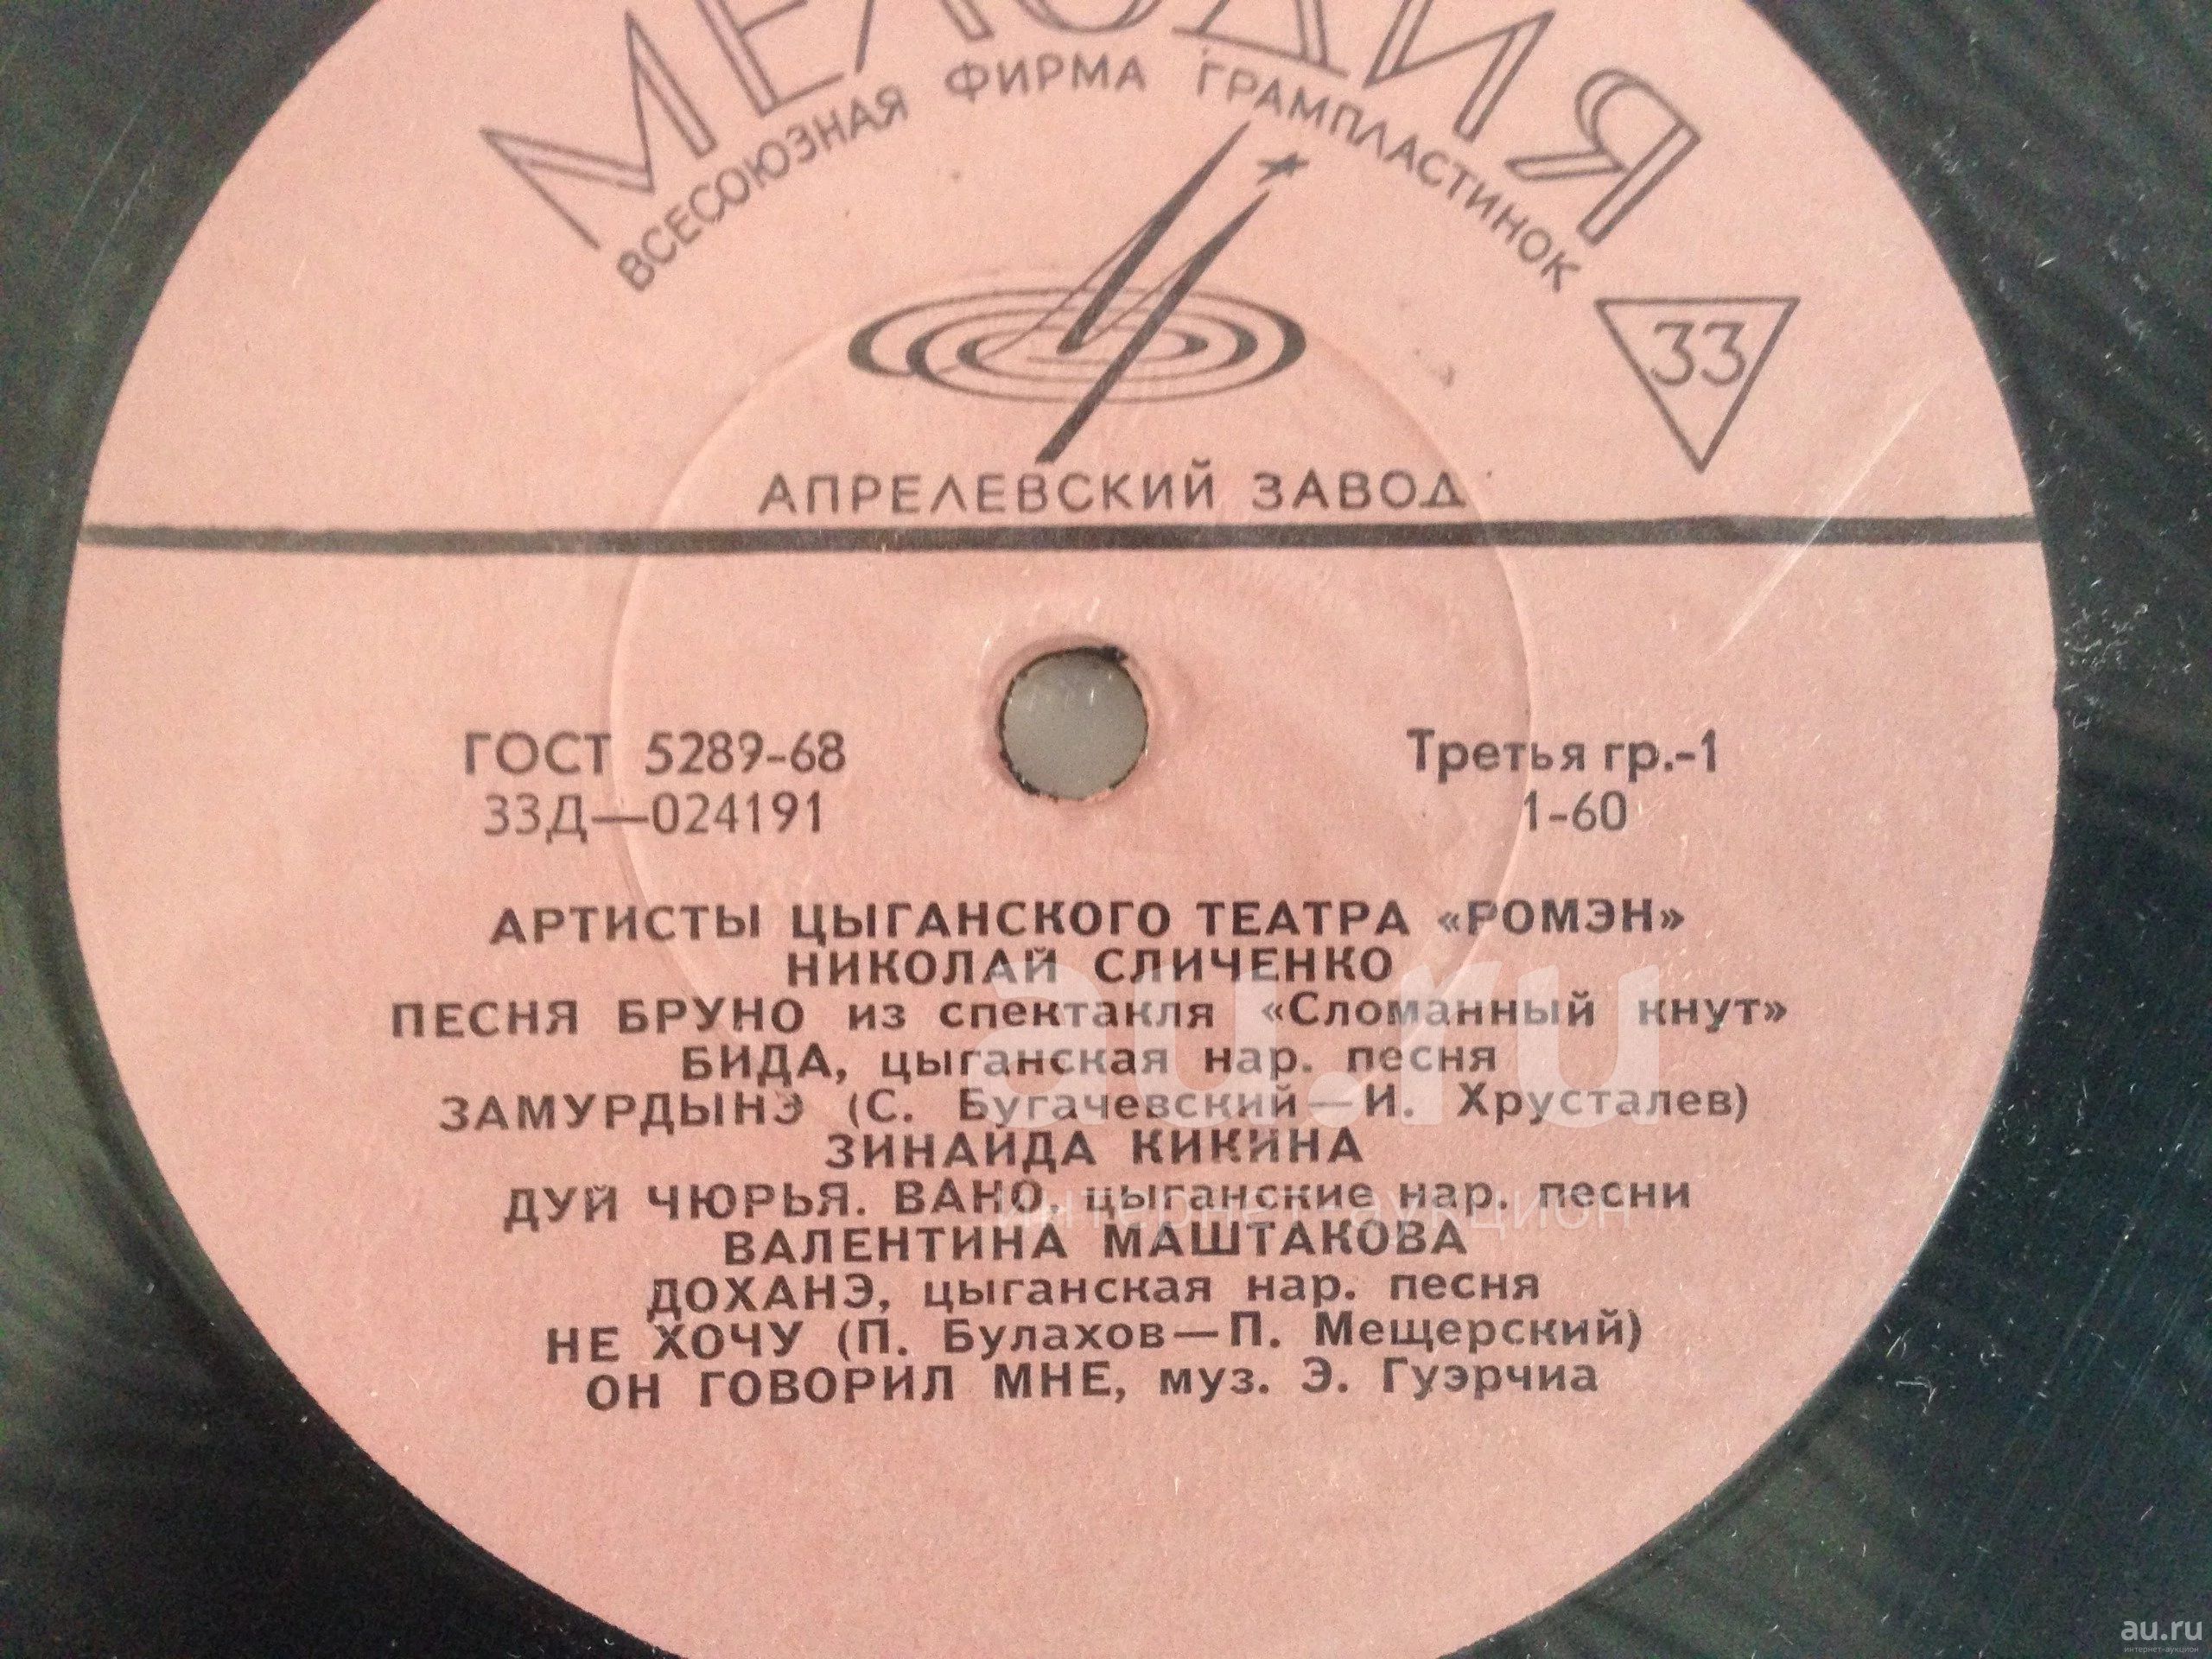 МЕЛОДИЯ
ВСЕСОЮЗНАЯ ФИРМА ГРАМПЛАСТИНОК
33
АПРЕЛЕВСКИЙ ЗАВОД
ГОСТ 5289-68
Третья гр.-1
33Д—024191
1-60
АРТИСТЫ ЦЫГАНСКОГО ТЕАТРА «РОМЭН»
НИКОЛАЙ СЛИЧЕНКО
ПЕСНЯ БРУНО из спектакля «Сломанный кнут»
БИДА, цыганская нар. песня
ЗАМУРДЫНЭ (С. Бугачевский—И. Хрусталев)
ЗИНАИДА КИКИНА
ДУЙ ЧЮРЬЯ. ВАНО, цыганские нар. песни
ВАЛЕНТИНА МАШТАКОВА
ДОХАНЭ, цыганская нар. песня
НЕ ХОЧУ (П. Булахов—П. Мещерский)
ОН ГОВОРИЛ МНЕ, муз. Э. Гуэрчиа
au.ru
интернет-аукцион
au.ru
интернет-аукцион